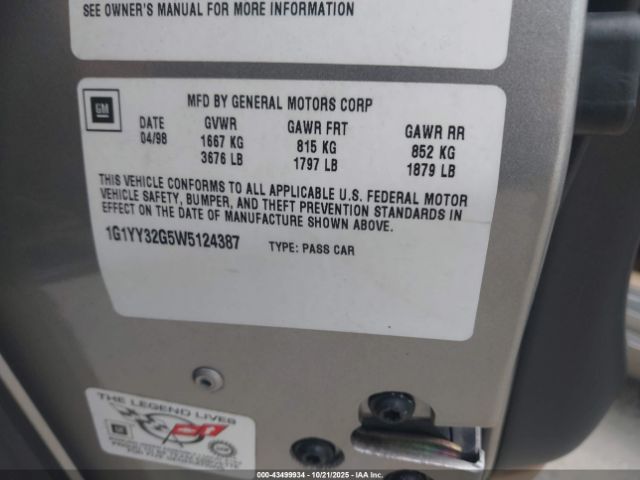 SEE OWNER'S MANUAL FOR MORE INFORMATION
GM
MFD BY GENERAL MOTORS CORP
DATE GVWR GAWR FRT GAWR RR
04/98 1667 KG 815 KG 852 KG
3676 LB 1797 LB 1879 LB
THIS VEHICLE CONFORMS TO ALL APPLICABLE U.S. FEDERAL MOTOR
VEHICLE SAFETY, BUMPER, AND THEFT PREVENTION STANDARDS IN
EFFECT ON THE DATE OF MANUFACTURE SHOWN ABOVE.
1G1YY32G5W5124387 TYPE: PASS CAR
THE LEGEND LIVES
000-43499934 - 10/21/2025 - IAA Inc. Copyright